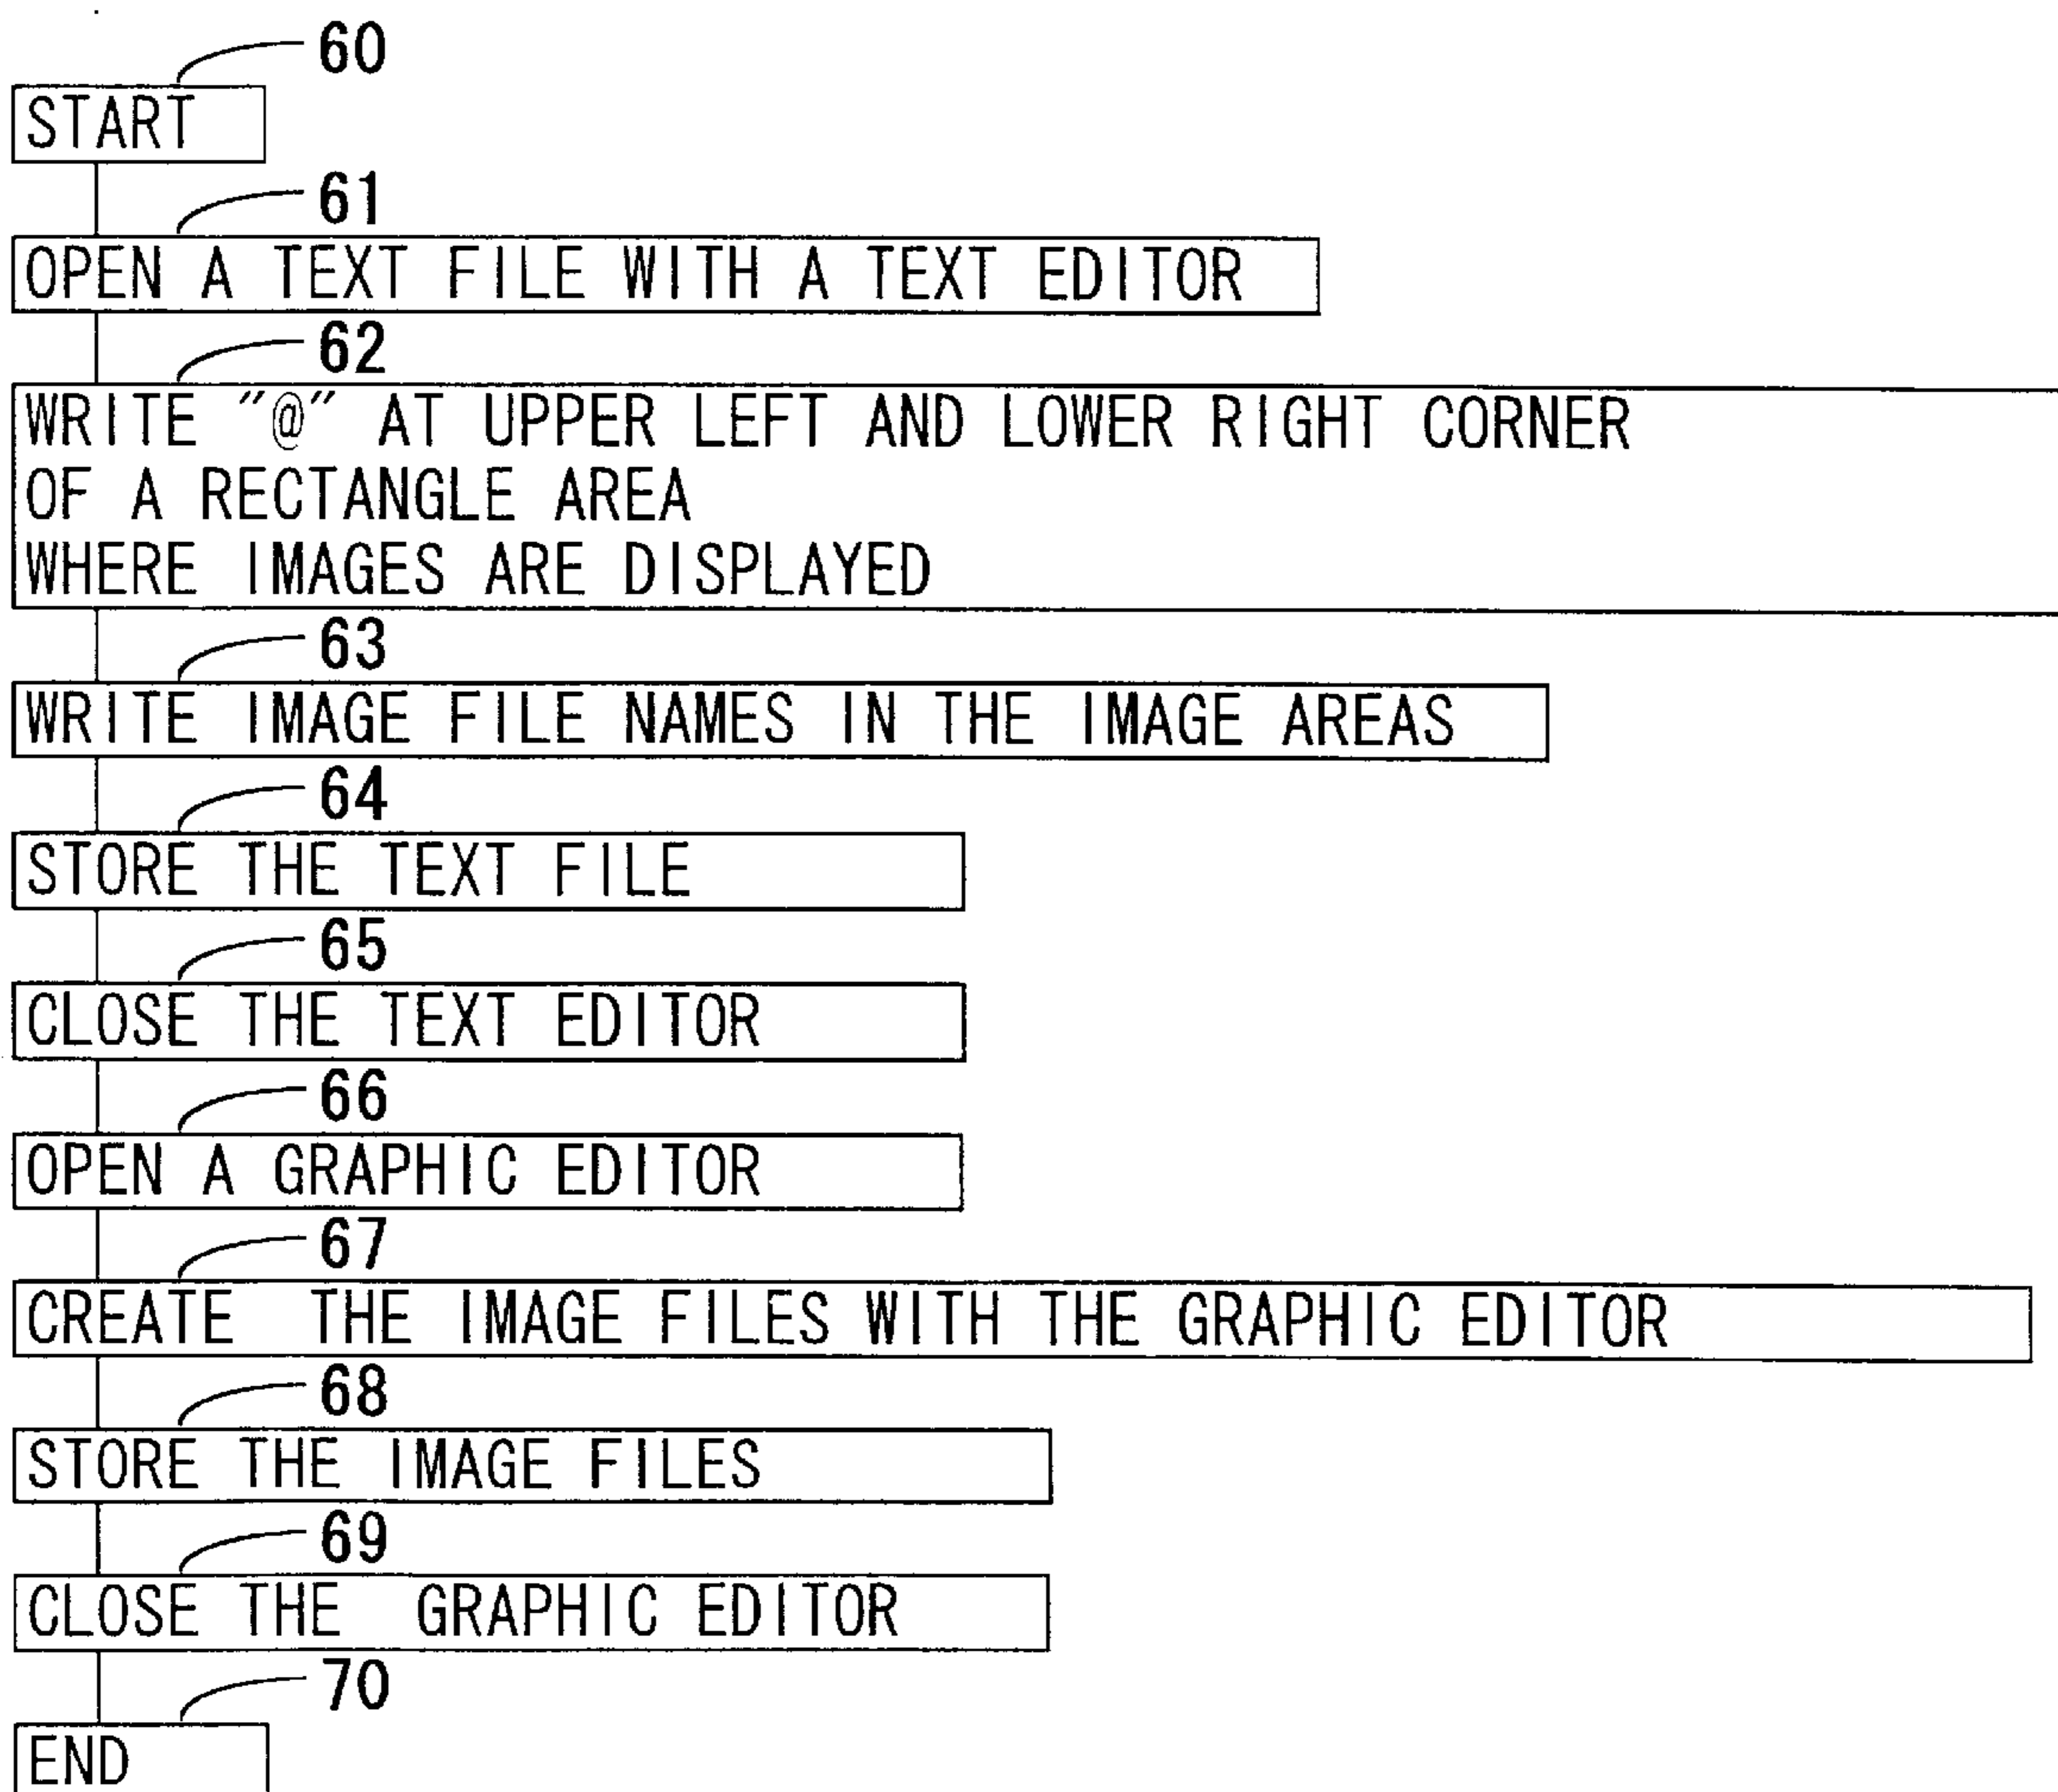 60
START
61
OPEN A TEXT FILE WITH A TEXT EDITOR
62
WRITE "@" AT UPPER LEFT AND LOWER RIGHT CORNER
OF A RECTANGLE AREA
WHERE IMAGES ARE DISPLAYED
63
WRITE IMAGE FILE NAMES IN THE IMAGE AREAS
64
STORE THE TEXT FILE
65
CLOSE THE TEXT EDITOR
66
OPEN A GRAPHIC EDITOR
67
CREATE THE IMAGE FILES WITH THE GRAPHIC EDITOR
68
STORE THE IMAGE FILES
69
CLOSE THE GRAPHIC EDITOR
70
END